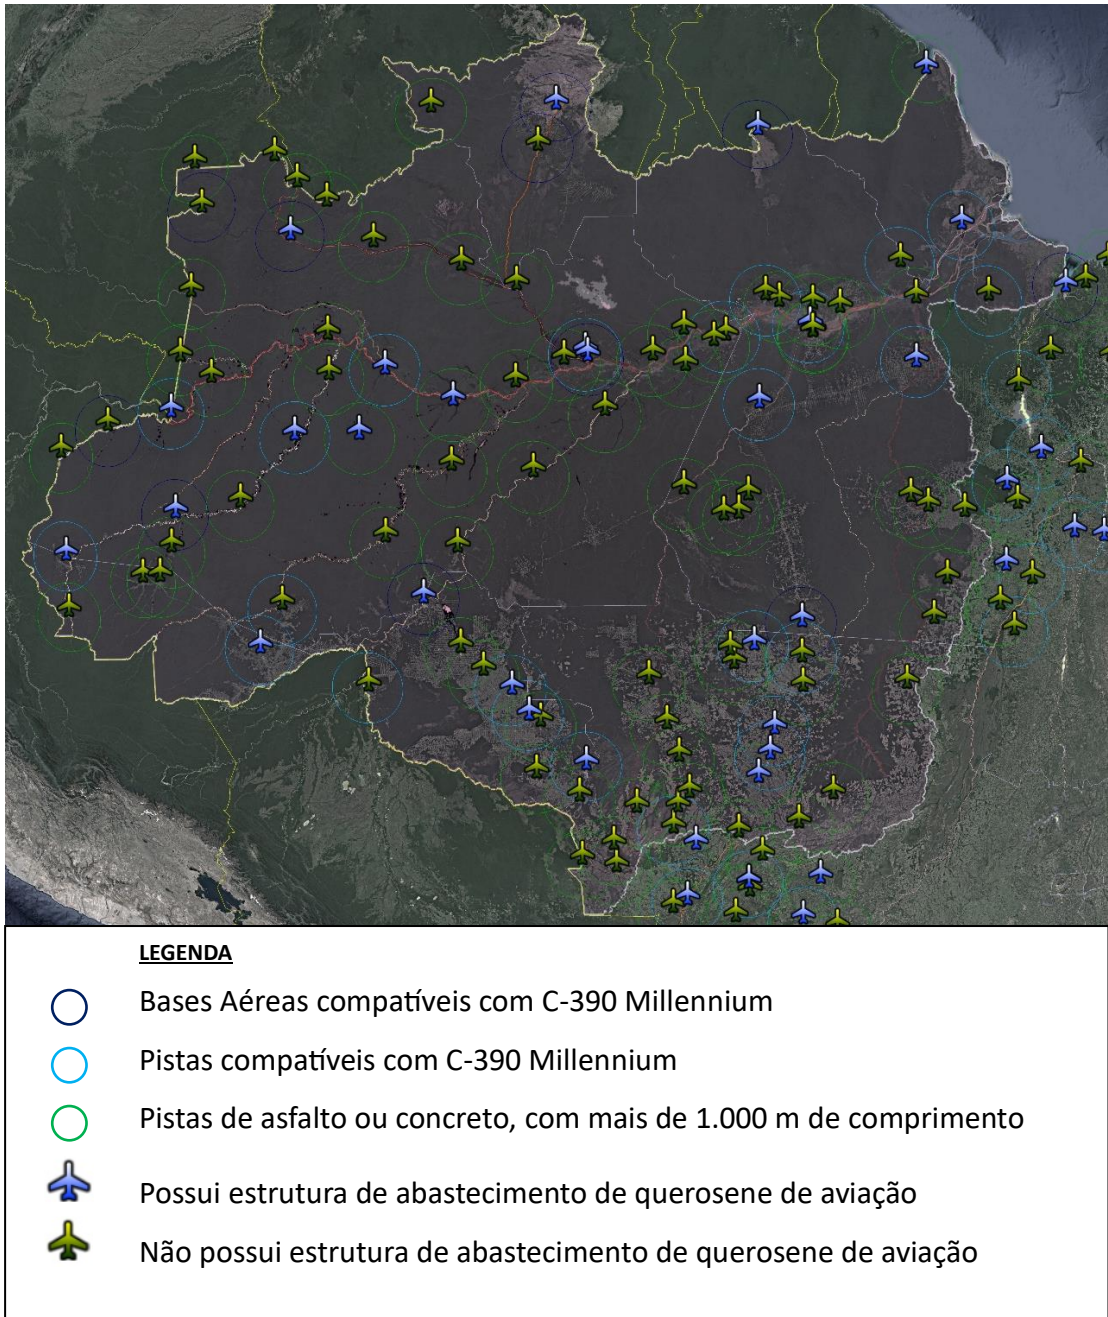 LEGENDA
Bases Aéreas compatíveis com C-390 Millennium
Pistas compatíveis com C-390 Millennium
Pistas de asfalto ou concreto, com mais de 1.000 m de comprimento
Possui estrutura de abastecimento de querosene de aviação
Não possui estrutura de abastecimento de querosene de aviação